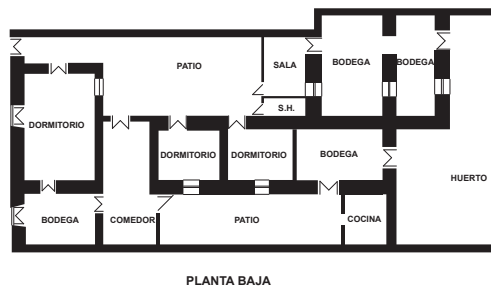 PATIO
SALA
BODEGA
BODEGA
S.H.
DORMITORIO
DORMITORIO
DORMITORIO
BODEGA
HUERTO
BODEGA
COMEDOR
PATIO
COCINA
PLANTA BAJA